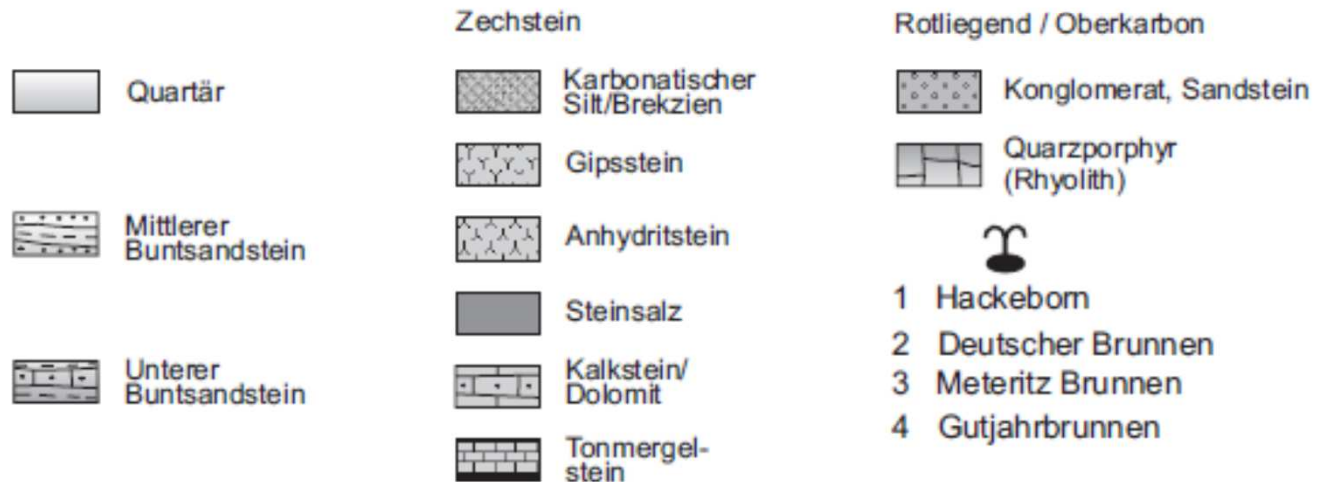 Quartär
Mittlerer
Buntsandstein
Unterer
Buntsandstein
Zechstein
Karbonatischer
Silt/Brekzien
Gipsstein
Anhydritstein
Steinsalz
Kalkstein/
Dolomit
Tonmergel-
stein
Rotliegend / Oberkarbon
Konglomerat, Sandstein
Quarzporphyr
(Rhyolith)
1 Hackeborn
2 Deutscher Brunnen
3 Meteritz Brunnen
4 Gutjahrbrunnen